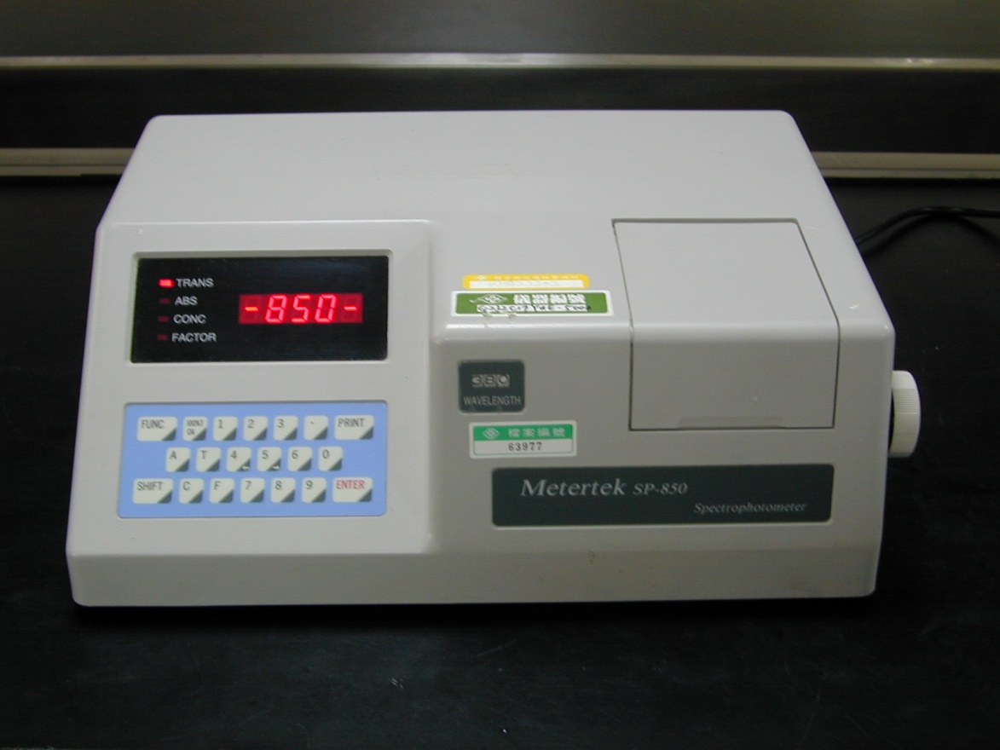 TRANS
ABS
CONC
FACTOR
-850-
380
WAVELENGTH
檔案編號
63977
FUNC 1 2 3 . PRINT
A T 4 5 6 0
SHIFT C F 7 8 9 ENTER
Metertek SP-850
Spectrophotometer